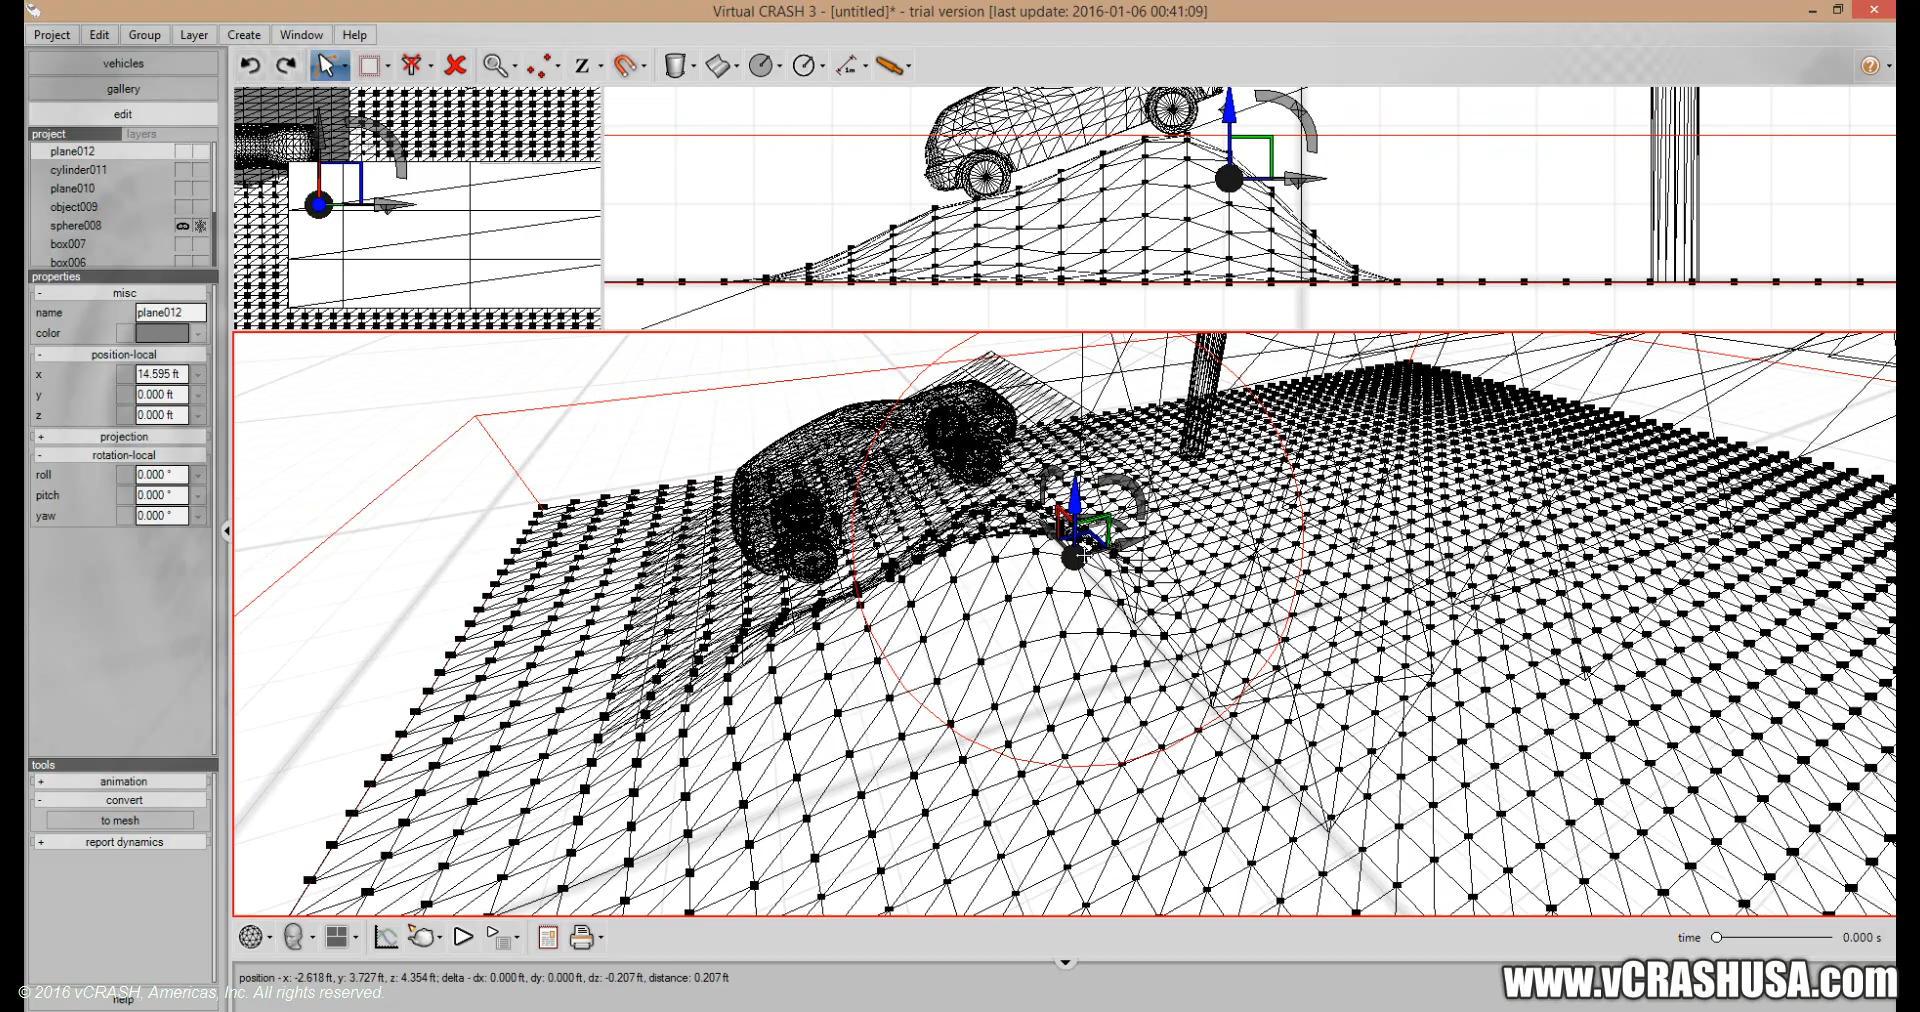 Virtual CRASH 3 - [untitled]* - trial version [last update: 2016-01-06 00:41:09]
Project Edit Group Layer Create Window Help
vehicles
gallery
edit
project layers
plane012
cylinder011
plane010
object009
sphere008
box007
box006
properties
- misc
name plane012
color
- position-local
x 14.595 ft
y 0.000 ft
z 0.000 ft
+ projection
- rotation-local
roll 0.000 °
pitch 0.000 °
yaw 0.000 °
tools
+ animation
- convert
to mesh
+ report dynamics
help
Z
1m
?
time 0.000 s
position - x: -2.618 ft, y: 3.727 ft, z: 4.354 ft; delta - dx: 0.000 ft, dy: 0.000 ft, dz: -0.207 ft, distance: 0.207 ft
© 2016 vCRASH, Americas, Inc. All rights reserved.
www.vCRASHUSA.com